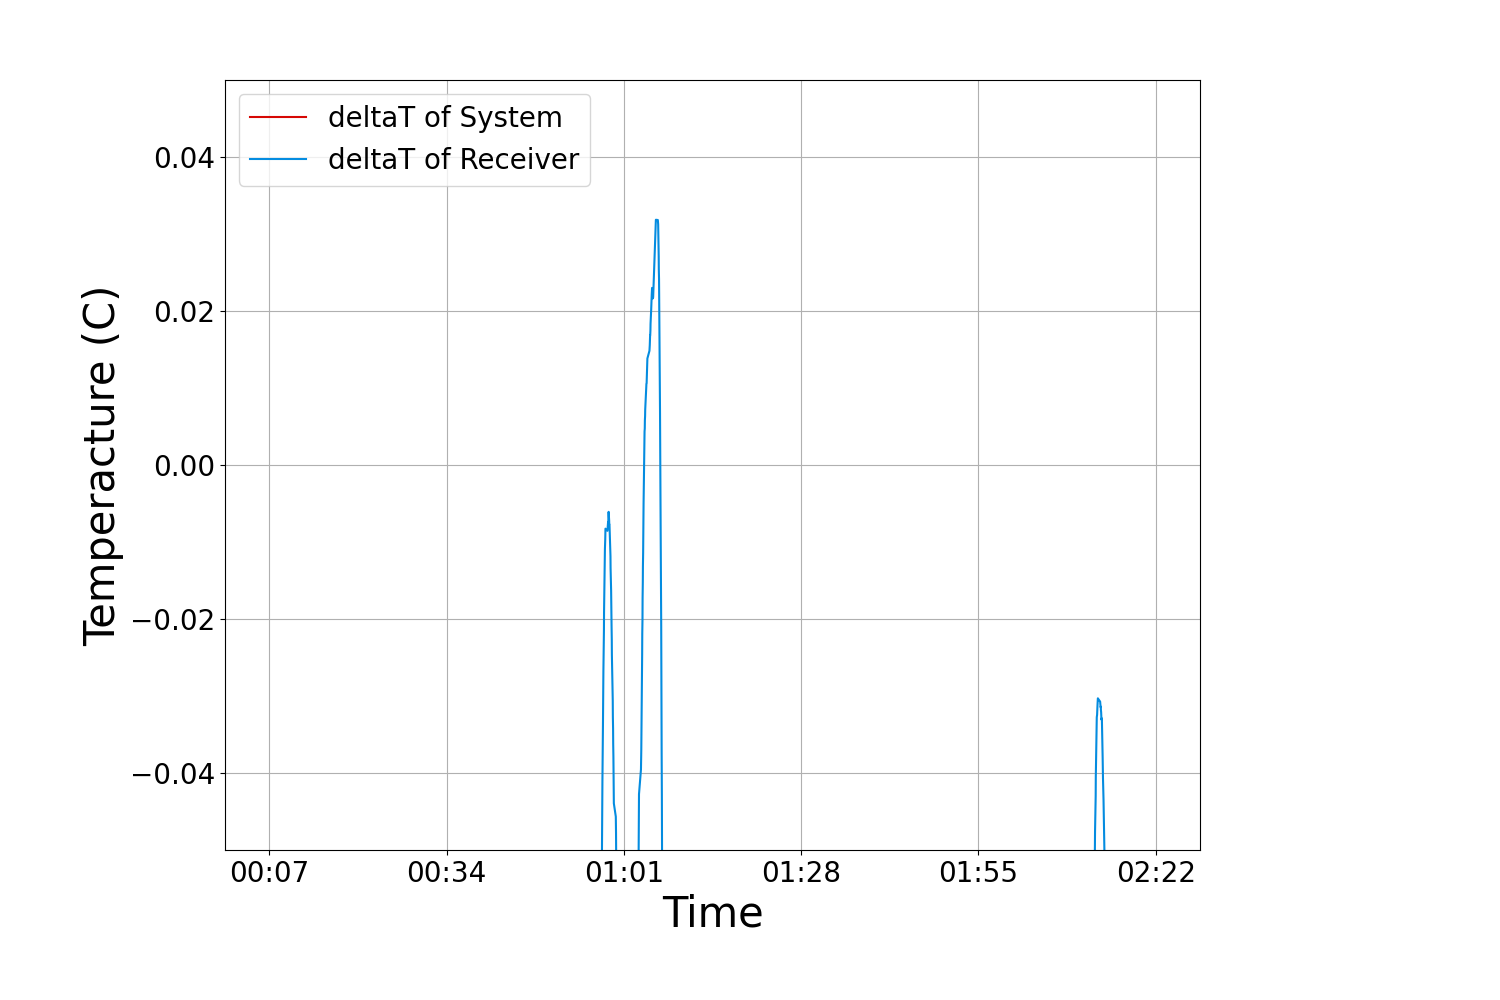 deltaT of System
deltaT of Receiver
0.04
0.02
0.00
−0.02
−0.04
Temperacture (C)
00:07 00:34 01:01 01:28 01:55 02:22
Time